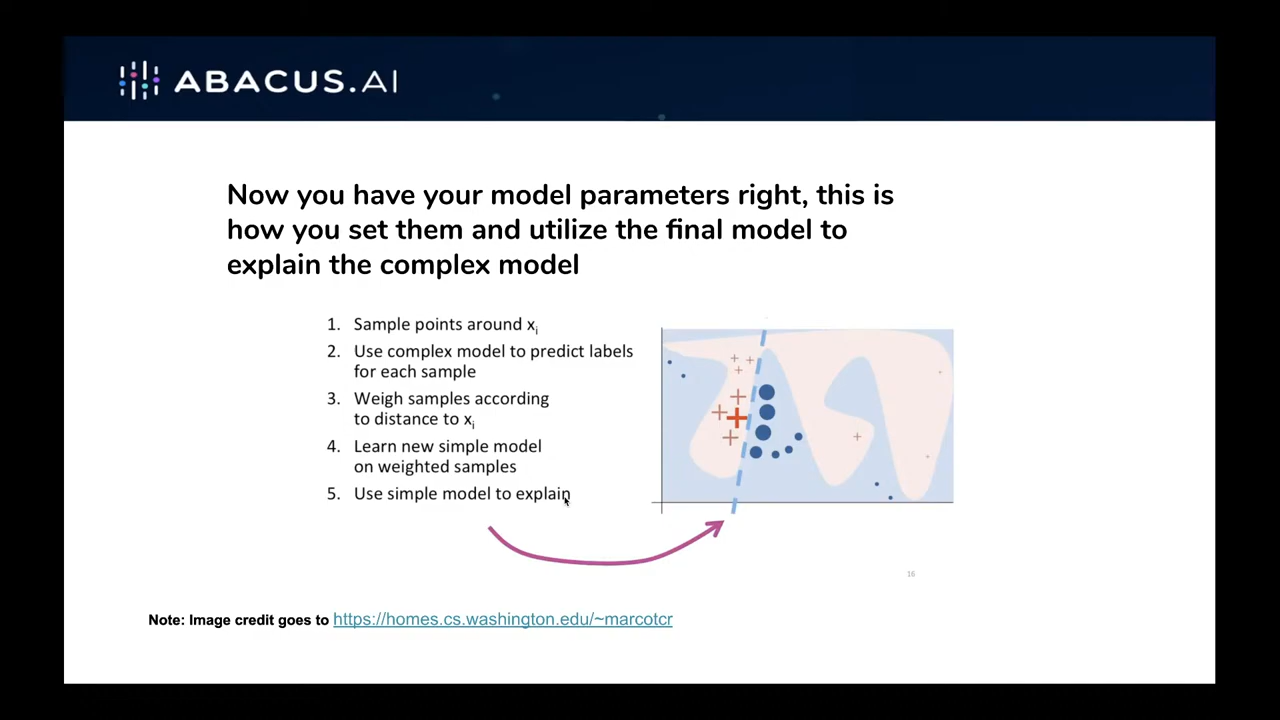 ABACUS.AI
Now you have your model parameters right, this is
how you set them and utilize the final model to
explain the complex model
1. Sample points around xᵢ
2. Use complex model to predict labels
for each sample
3. Weigh samples according
to distance to xᵢ
4. Learn new simple model
on weighted samples
5. Use simple model to explain
16
Note: Image credit goes to https://homes.cs.washington.edu/~marcotcr